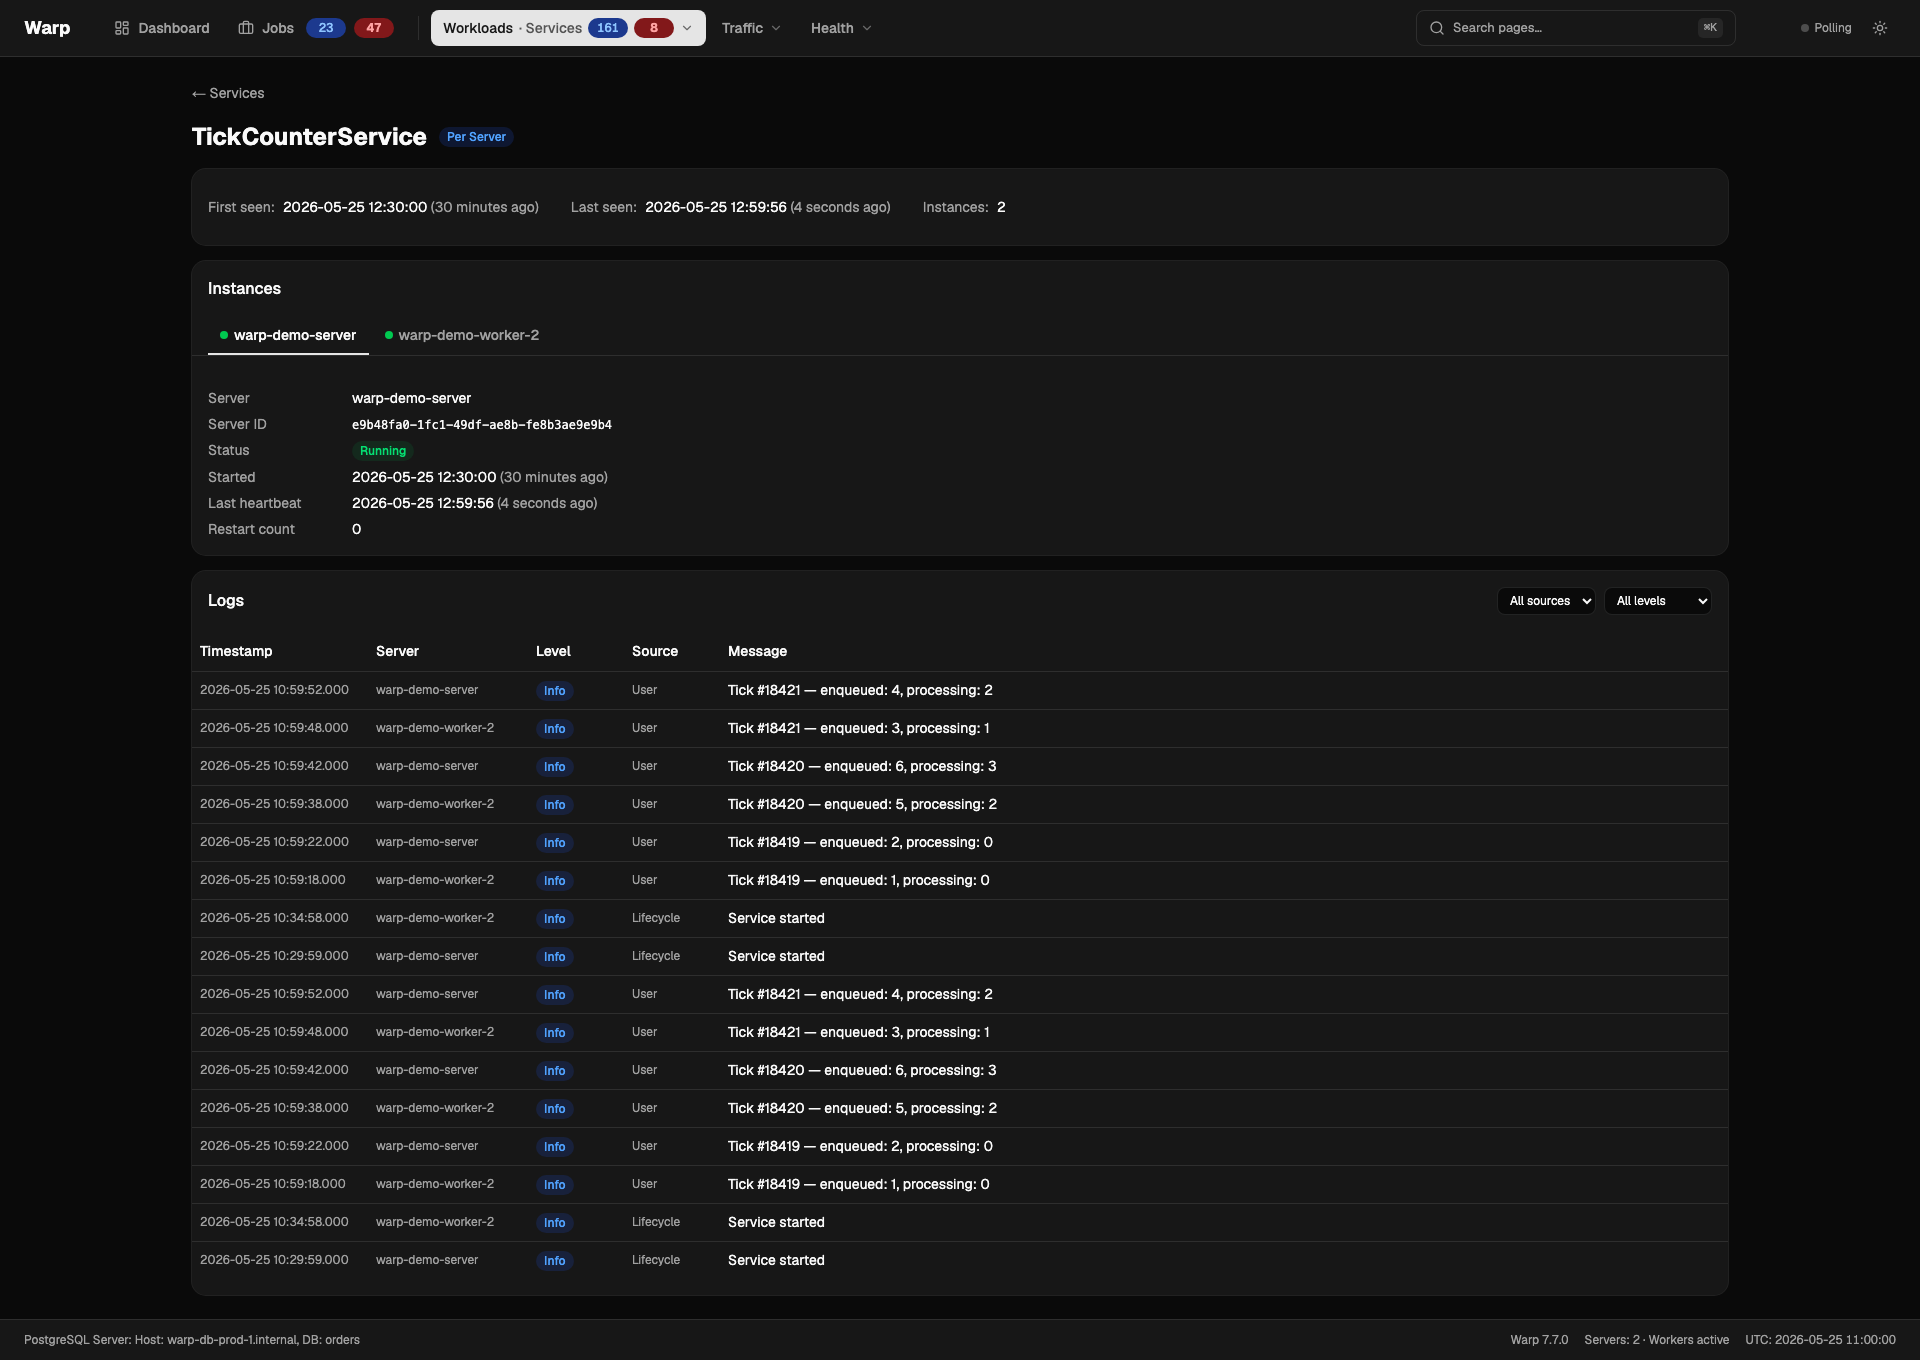 Warp
Dashboard
Jobs 23 47
Workloads · Services 161 8
Traffic
Health
Search pages... ⌘K
Polling
← Services
TickCounterService Per Server
First seen: 2026-05-25 12:30:00 (30 minutes ago) Last seen: 2026-05-25 12:59:56 (4 seconds ago) Instances: 2
Instances
warp-demo-server warp-demo-worker-2
Server warp-demo-server
Server ID e9b48fa0-1fc1-49df-ae8b-fe8b3ae9e9b4
Status Running
Started 2026-05-25 12:30:00 (30 minutes ago)
Last heartbeat 2026-05-25 12:59:56 (4 seconds ago)
Restart count 0
Logs All sources All levels
Timestamp Server Level Source Message
2026-05-25 10:59:52.000 warp-demo-server Info User Tick #18421 — enqueued: 4, processing: 2
2026-05-25 10:59:48.000 warp-demo-worker-2 Info User Tick #18421 — enqueued: 3, processing: 1
2026-05-25 10:59:42.000 warp-demo-server Info User Tick #18420 — enqueued: 6, processing: 3
2026-05-25 10:59:38.000 warp-demo-worker-2 Info User Tick #18420 — enqueued: 5, processing: 2
2026-05-25 10:59:22.000 warp-demo-server Info User Tick #18419 — enqueued: 2, processing: 0
2026-05-25 10:59:18.000 warp-demo-worker-2 Info User Tick #18419 — enqueued: 1, processing: 0
2026-05-25 10:34:58.000 warp-demo-worker-2 Info Lifecycle Service started
2026-05-25 10:29:59.000 warp-demo-server Info Lifecycle Service started
2026-05-25 10:59:52.000 warp-demo-server Info User Tick #18421 — enqueued: 4, processing: 2
2026-05-25 10:59:48.000 warp-demo-worker-2 Info User Tick #18421 — enqueued: 3, processing: 1
2026-05-25 10:59:42.000 warp-demo-server Info User Tick #18420 — enqueued: 6, processing: 3
2026-05-25 10:59:38.000 warp-demo-worker-2 Info User Tick #18420 — enqueued: 5, processing: 2
2026-05-25 10:59:22.000 warp-demo-server Info User Tick #18419 — enqueued: 2, processing: 0
2026-05-25 10:59:18.000 warp-demo-worker-2 Info User Tick #18419 — enqueued: 1, processing: 0
2026-05-25 10:34:58.000 warp-demo-worker-2 Info Lifecycle Service started
2026-05-25 10:29:59.000 warp-demo-server Info Lifecycle Service started
PostgreSQL Server: Host: warp-db-prod-1.internal, DB: orders
Warp 7.7.0 Servers: 2 · Workers active UTC: 2026-05-25 11:00:00